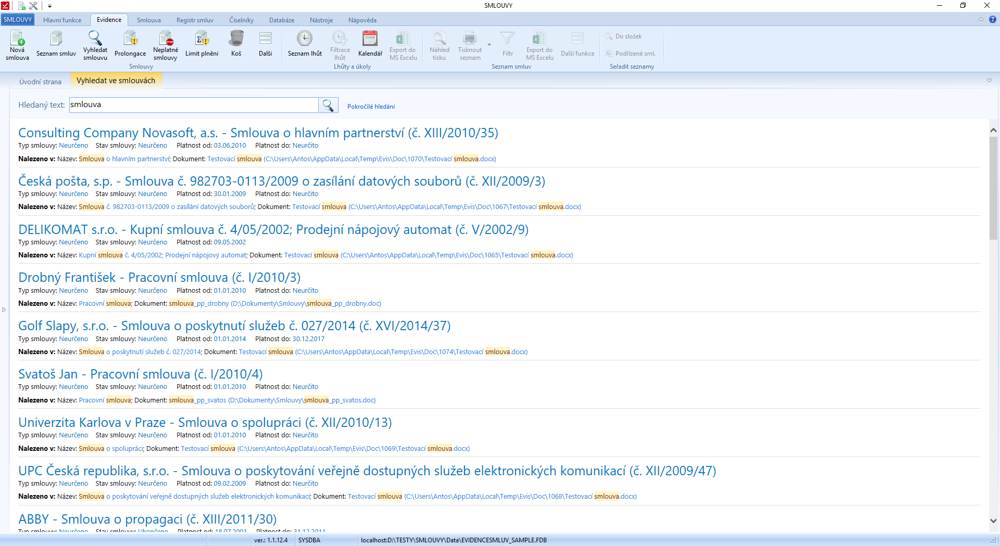 SMLOUVY
SMLOUVY Hlavní funkce Evidence Smlouva Registr smluv Číselníky Databáze Nástroje Nápověda
Nová smlouva Seznam smluv Vyhledat smlouvu Prolongace Neplatné smlouvy Limit plnění Koš Další Seznam lhůt Filtrace lhůt Kalendář Export do MS Excelu Náhled tisku Tisknout seznam Filtr Export do MS Excelu Další funkce Do složek Podřízené sml.
Smlouvy Lhůty a úkoly Seznam smluv Seřadit seznamy
Úvodní strana Vyhledat ve smlouvách
Hledaný text: smlouva Pokročilé hledání
Consulting Company Novasoft, a.s. - Smlouva o hlavním partnerství (č. XIII/2010/35)
Typ smlouvy: Neurčeno Stav smlouvy: Neurčeno Platnost od: 03.06.2010 Platnost do: Neurčito
Nalezeno v: Název: Smlouva o hlavním partnerství; Dokument: Testovací smlouva (C:\Users\Antos\AppData\Local\Temp\Evis\Doc\1070\Testovací smlouva.docx)
Česká pošta, s.p. - Smlouva č. 982703-0113/2009 o zasílání datových souborů (č. XII/2009/3)
Typ smlouvy: Neurčeno Stav smlouvy: Neurčeno Platnost od: 30.01.2009 Platnost do: Neurčito
Nalezeno v: Název: Smlouva č. 982703-0113/2009 o zasílání datových souborů; Dokument: Testovací smlouva (C:\Users\Antos\AppData\Local\Temp\Evis\Doc\1067\Testovací smlouva.docx)
DELIKOMAT s.r.o. - Kupní smlouva č. 4/05/2002; Prodejní nápojový automat (č. V/2002/9)
Typ smlouvy: Neurčeno Stav smlouvy: Neurčeno Platnost od: 09.05.2002
Nalezeno v: Název: Kupní smlouva č. 4/05/2002; Prodejní nápojový automat; Dokument: Testovací smlouva (C:\Users\Antos\AppData\Local\Temp\Evis\Doc\1065\Testovací smlouva.docx)
Drobný František - Pracovní smlouva (č. I/2010/3)
Typ smlouvy: Neurčeno Stav smlouvy: Neurčeno Platnost od: 01.01.2010 Platnost do: Neurčito
Nalezeno v: Název: Pracovní smlouva; Dokument: smlouva_pp_drobny (D:\Dokumenty\Smlouvy\smlouva_pp_drobny.doc)
Golf Slapy, s.r.o. - Smlouva o poskytnutí služeb č. 027/2014 (č. XVI/2014/37)
Typ smlouvy: Neurčeno Stav smlouvy: Neurčeno Platnost od: 01.01.2014 Platnost do: 30.12.2017
Nalezeno v: Název: Smlouva o poskytnutí služeb č. 027/2014; Dokument: Testovací smlouva (C:\Users\Antos\AppData\Local\Temp\Evis\Doc\1074\Testovací smlouva.docx)
Svatoš Jan - Pracovní smlouva (č. I/2010/4)
Typ smlouvy: Neurčeno Stav smlouvy: Neurčeno Platnost od: 01.01.2010 Platnost do: Neurčito
Nalezeno v: Název: Pracovní smlouva; Dokument: smlouva_pp_svatos (D:\Dokumenty\Smlouvy\smlouva_pp_svatos.doc)
Univerzita Karlova v Praze - Smlouva o spolupráci (č. XII/2010/13)
Typ smlouvy: Neurčeno Stav smlouvy: Neurčeno Platnost od: 01.01.2010 Platnost do: Neurčito
Nalezeno v: Název: Smlouva o spolupráci; Dokument: Testovací smlouva (C:\Users\Antos\AppData\Local\Temp\Evis\Doc\1069\Testovací smlouva.docx)
UPC Česká republika, s.r.o. - Smlouva o poskytování veřejně dostupných služeb elektronických komunikací (č. XII/2009/47)
Typ smlouvy: Neurčeno Stav smlouvy: Neurčeno Platnost od: 09.02.2009 Platnost do: Neurčito
Nalezeno v: Název: Smlouva o poskytování veřejně dostupných služeb elektronických komunikací; Dokument: Testovací smlouva (C:\Users\Antos\AppData\Local\Temp\Evis\Doc\1068\Testovací smlouva.docx)
ABBY - Smlouva o propagaci (č. XIII/2011/30)
Typ smlouvy: Neurčeno Stav smlouvy: Ukončeno Platnost od: 18.07.2001 Platnost do: 31.12.2011
ver.: 1.1.12.4 SYSDBA localhost:D:\TESTY\SMLOUVY\Data\EVIDENCESMLUV_SAMPLE.FDB